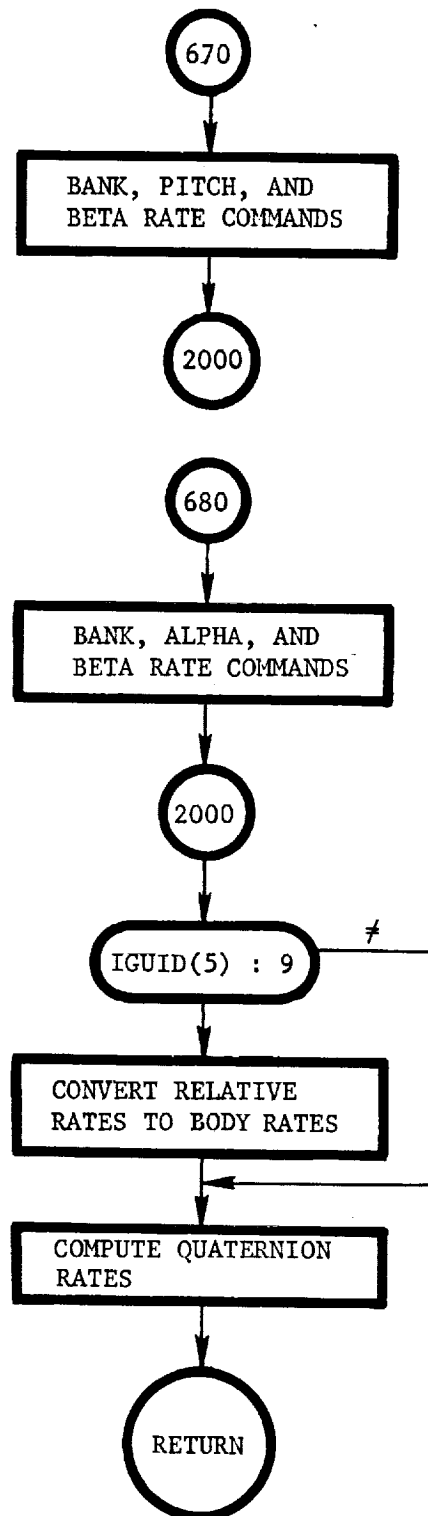 670
BANK, PITCH, AND
BETA RATE COMMANDS
2000
680
BANK, ALPHA, AND
BETA RATE COMMANDS
2000
IGUID(5) : 9
≠
CONVERT RELATIVE
RATES TO BODY RATES
COMPUTE QUATERNION
RATES
RETURN